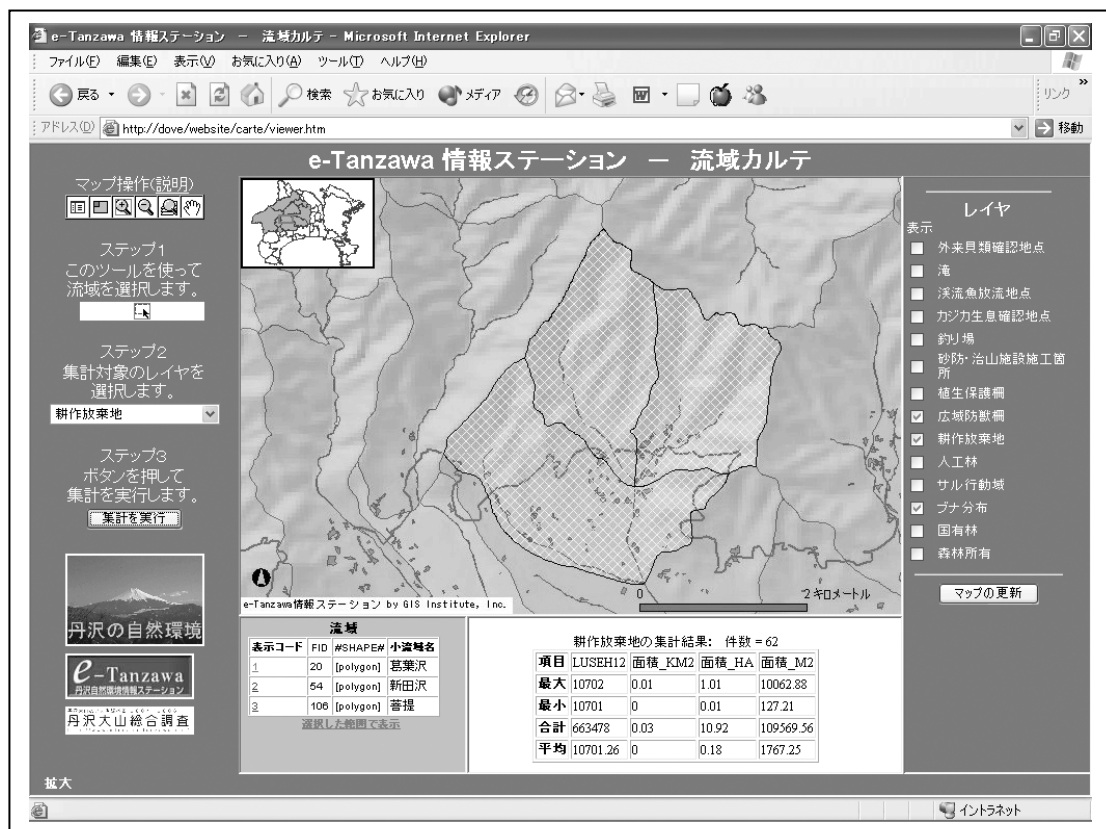 e-Tanzawa 情報ステーション － 流域カルテ - Microsoft Internet Explorer
ファイル(F) 編集(E) 表示(V) お気に入り(A) ツール(T) ヘルプ(H)
戻る 検索 お気に入り メディア リンク »
アドレス(D) http://dove/website/carte/viewer.htm 移動
e-Tanzawa 情報ステーション － 流域カルテ
マップ操作(説明)
ステップ1
このツールを使って
流域を選択します。
ステップ2
集計対象のレイヤを
選択します。
耕作放棄地
ステップ3
ボタンを押して
集計を実行します。
集計を実行
丹沢の自然環境
e-Tanzawa
丹沢自然環境情報ステーション
丹沢大山総合調査
0 2キロメートル
e-Tanzawa情報ステーション by GIS Institute, Inc.
レイヤ
表示
外来貝類確認地点
滝
渓流魚放流地点
カジカ生息確認地点
釣り場
砂防・治山施設施工箇
所
植生保護柵
広域防獣柵
耕作放棄地
人工林
サル行動域
ブナ分布
国有林
森林所有
マップの更新
流域
表示コード FID #SHAPE# 小流域名
1 20 [polygon] 葛葉沢
2 54 [polygon] 新田沢
3 106 [polygon] 菩提
選択した範囲で表示
耕作放棄地の集計結果: 件数 = 62
項目 LUSEH12 面積_KM2 面積_HA 面積_M2
最大 10702 0.01 1.01 10062.88
最小 10701 0 0.01 127.21
合計 663478 0.03 10.92 109569.56
平均 10701.26 0 0.18 1767.25
拡大
イントラネット